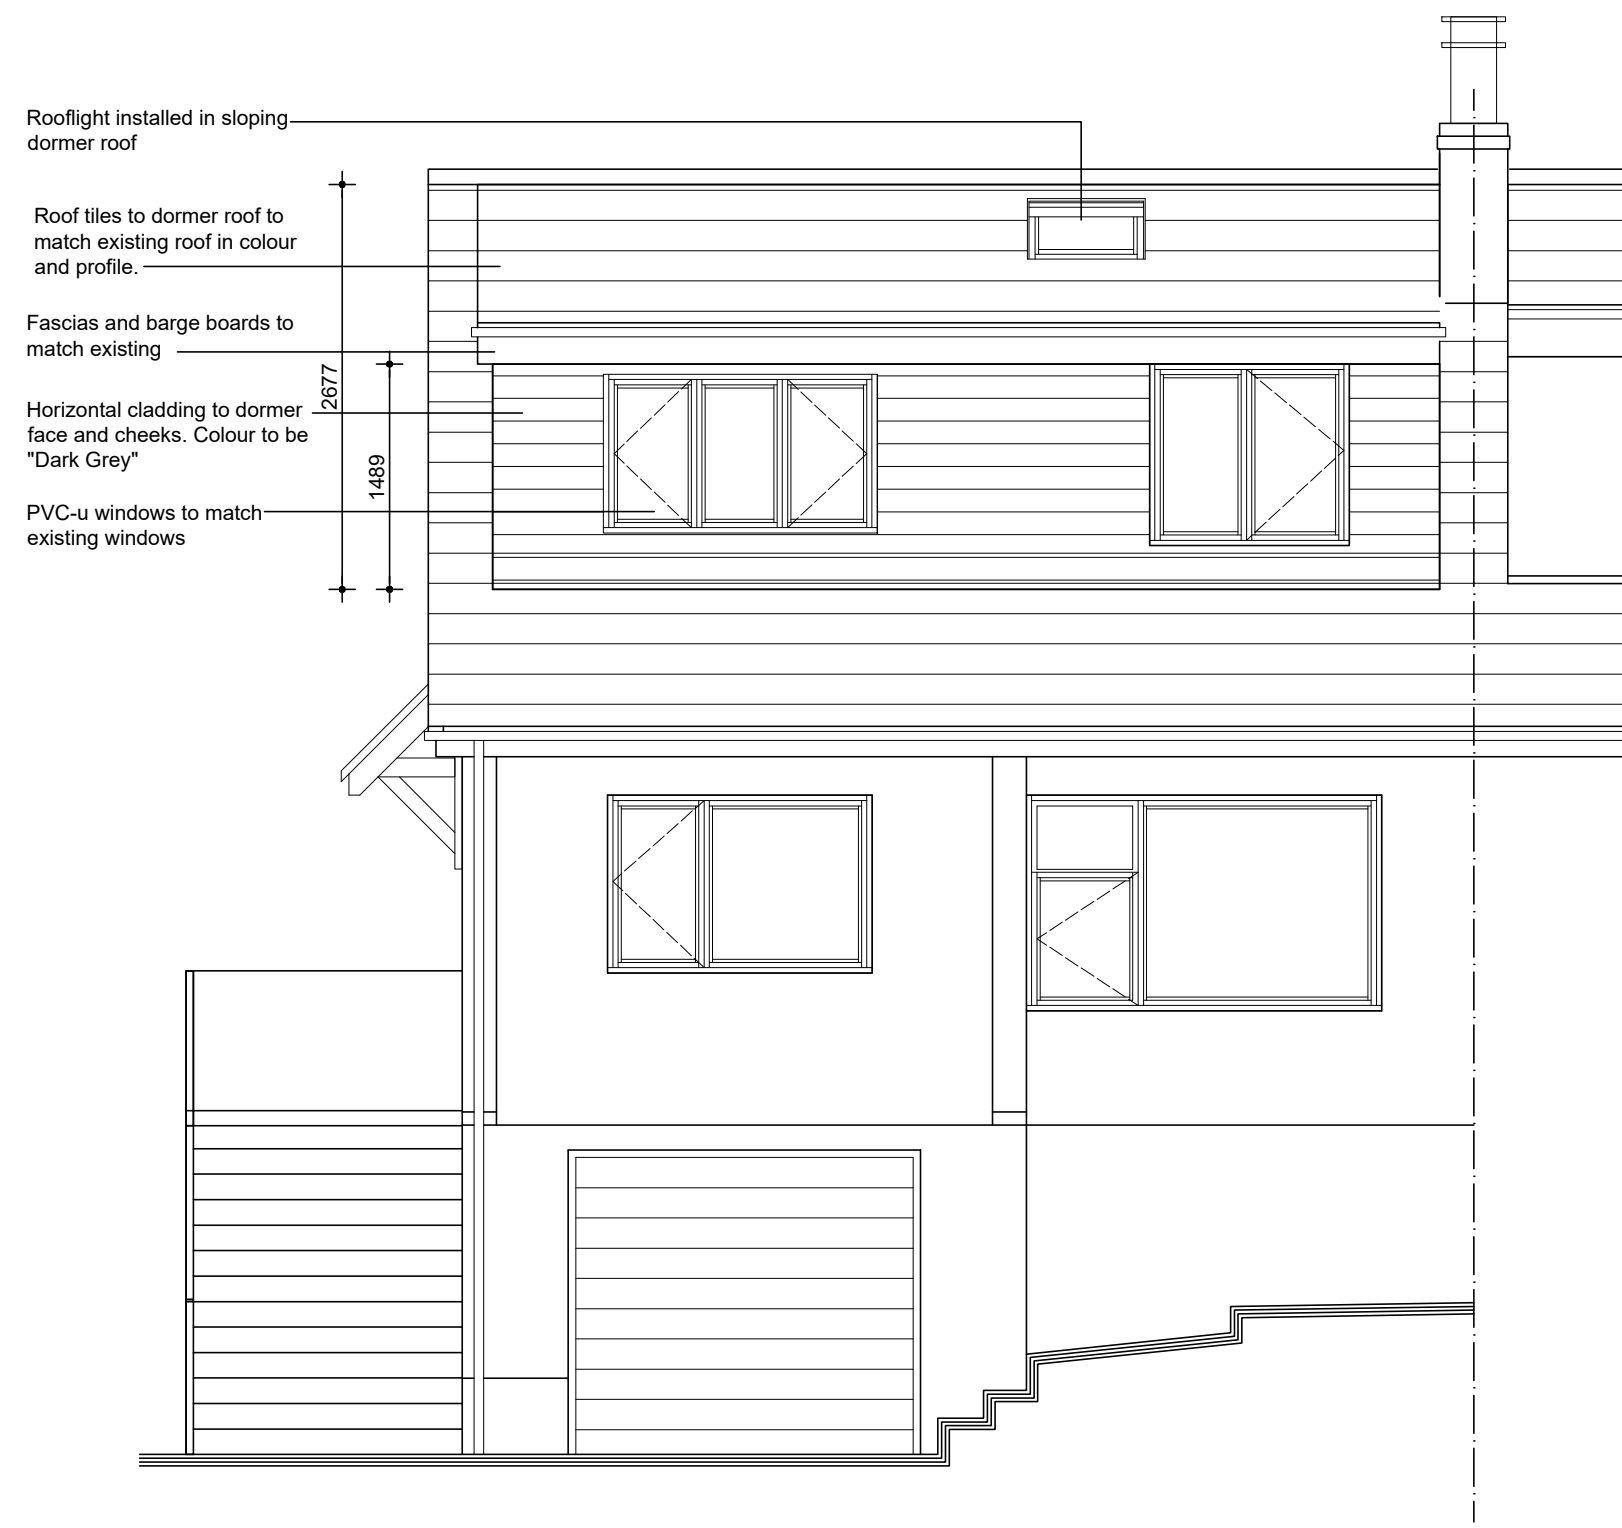 Rooflight installed in sloping
dormer roof
Roof tiles to dormer roof to
match existing roof in colour
and profile.
Fascias and barge boards to
match existing
2677
Horizontal cladding to dormer
face and cheeks. Colour to be
"Dark Grey"
1489
PVC-u windows to match
existing windows